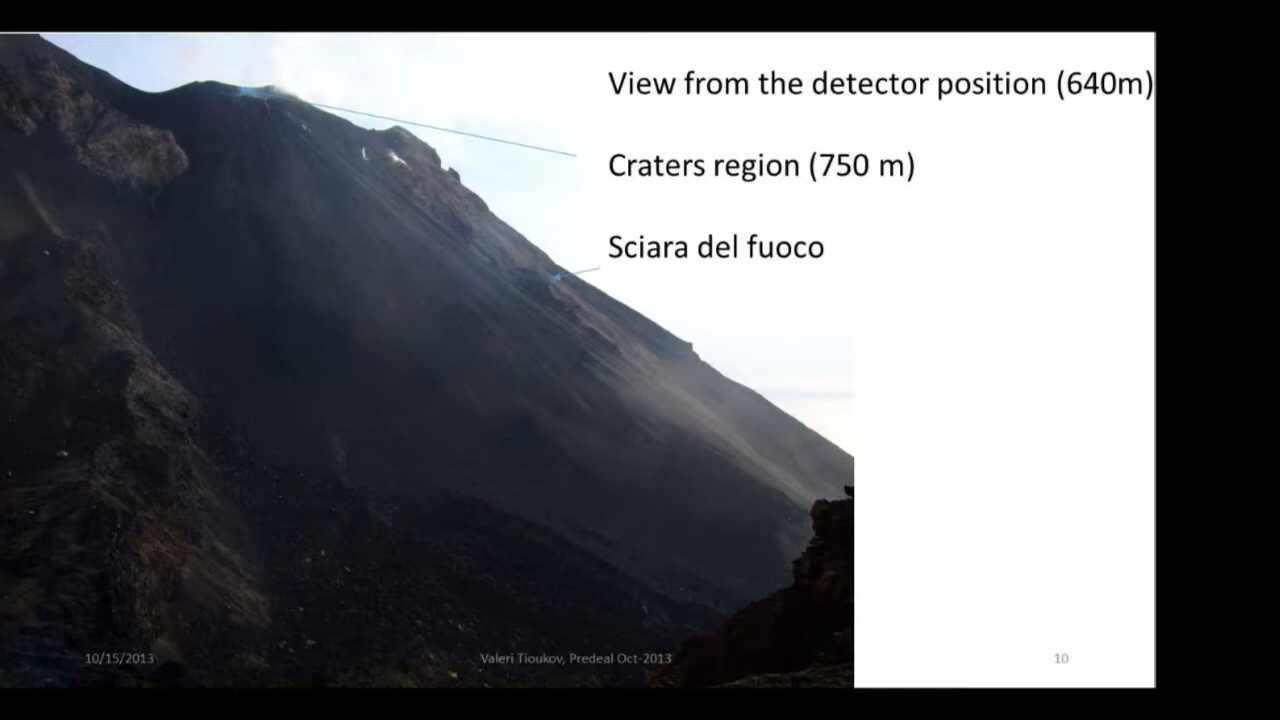 View from the detector position (640m)
Craters region (750 m)
Sciara del fuoco
10/15/2013
Valeri Tioukov, Predeal Oct-2013
10